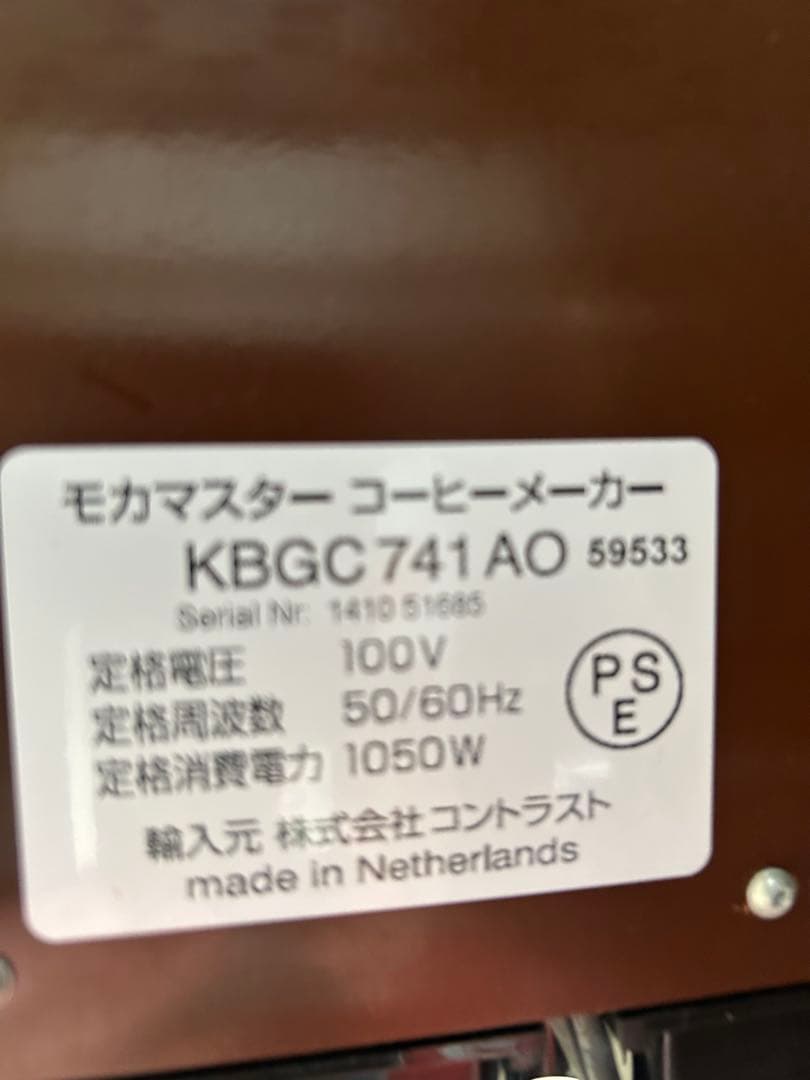 モカマスター コーヒーメーカー
KBGC741AO 59533
Serial Nr: 1410 51685
定格電圧 100V
定格周波数 50/60Hz
定格消費電力 1050W
PSE
輸入元 株式会社コントラスト
made in Netherlands